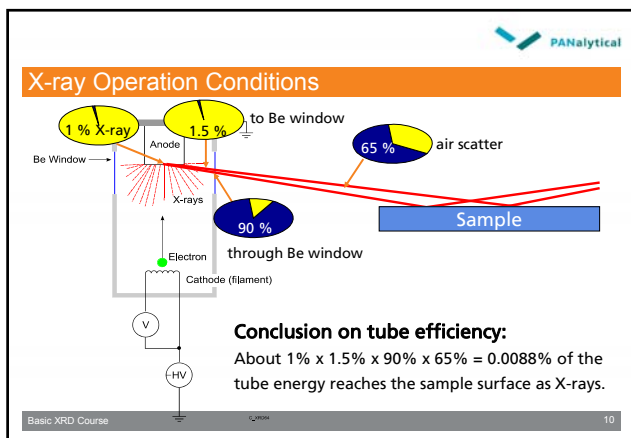 PANalytical
X-ray Operation Conditions
1 % X-ray
1.5 %
to Be window
Anode
65 %
air scatter
Be Window
X-rays
90 %
Sample
through Be window
Electron
Cathode (filament)
V
Conclusion on tube efficiency:
About 1% x 1.5% x 90% x 65% = 0.0088% of the
tube energy reaches the sample surface as X-rays.
-HV
Basic XRD Course
10